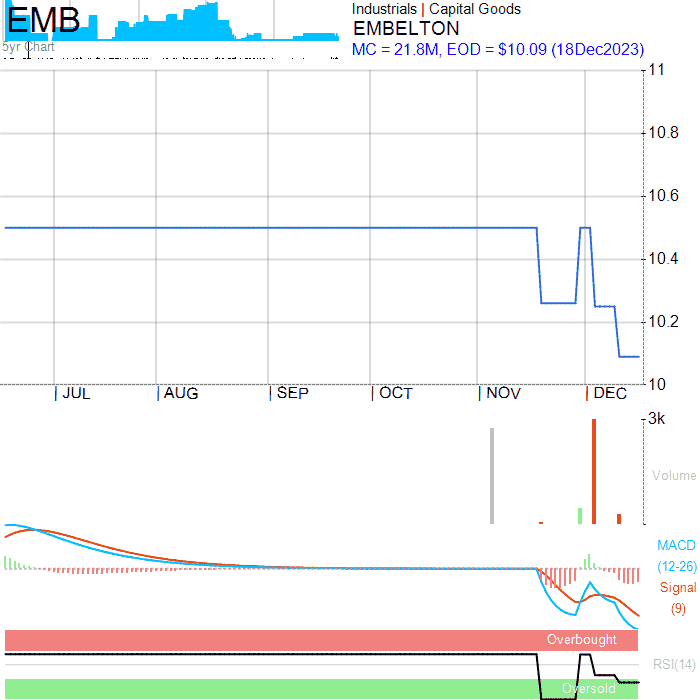 EMB
5yr Chart
Industrials | Capital Goods
EMBELTON
MC = 21.8M, EOD = $10.09 (18Dec2023)
11
10.8
10.6
10.4
10.2
10
JUL
AUG
SEP
OCT
NOV
DEC
3k
Volume
MACD
(12-26)
Signal
(9)
Overbought
RSI(14)
Oversold